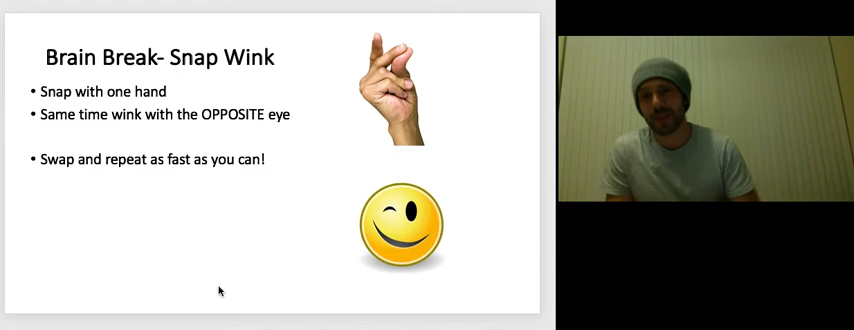 Brain Break- Snap Wink
• Snap with one hand
• Same time wink with the OPPOSITE eye
• Swap and repeat as fast as you can!